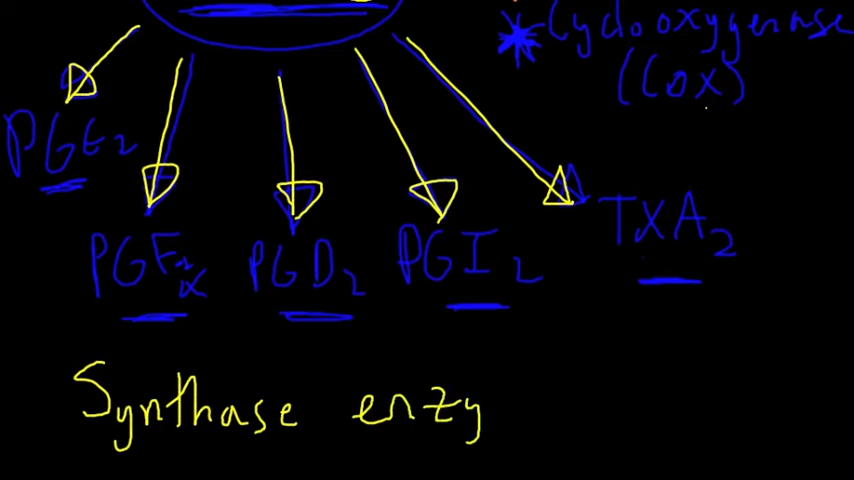 * Cyclooxygenase
(COX)
PGE2
TXA2
PGF2α PGD2 PGI2
Synthase enzy